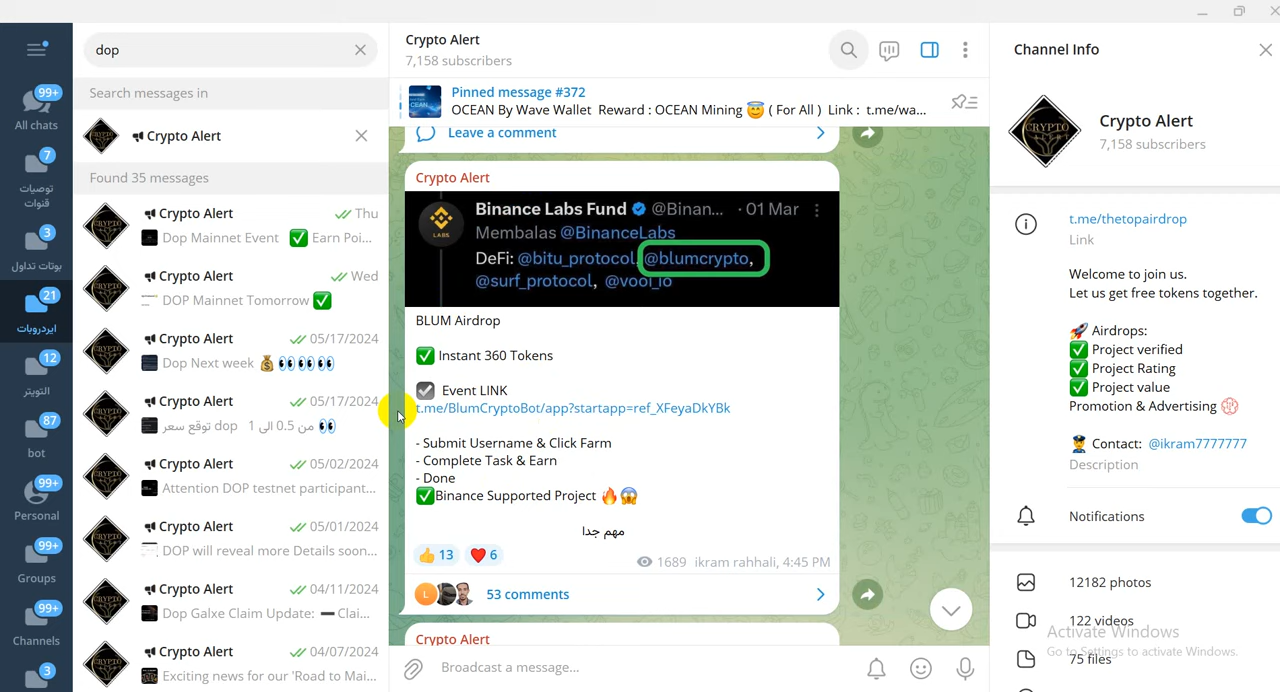 dop
Search messages in
Crypto Alert
Found 35 messages
Crypto Alert Thu
Dop Mainnet Event ✅ Earn Poi...
Crypto Alert Wed
DOP Mainnet Tomorrow ✅
Crypto Alert 05/17/2024
Dop Next week 💰👀👀👀👀
Crypto Alert 05/17/2024
توقع سعر dop من 0.5 الى 1 👀
Crypto Alert 05/02/2024
Attention DOP testnet participant...
Crypto Alert 05/01/2024
DOP will reveal more Details soon...
Crypto Alert 04/11/2024
Dop Galxe Claim Update: ➖Clai...
Crypto Alert 04/07/2024
Exciting news for our 'Road to Mai...
99+
All chats
7
توصيات
قنوات
3
بوتات تداول
21
ايردروبات
12
التويتر
87
bot
99+
Personal
99+
Groups
99+
Channels
3
Crypto Alert
7,158 subscribers
Pinned message #372
OCEAN By Wave Wallet Reward : OCEAN Mining 😇 ( For All ) Link : t.me/wa...
Leave a comment
Crypto Alert
LABS
Binance Labs Fund @Binan... · 01 Mar
Membalas @BinanceLabs
DeFi: @bitu_protocol, @blumcrypto,
@surf_protocol, @vooi_io
BLUM Airdrop
✅ Instant 360 Tokens
☑️ Event LINK
t.me/BlumCryptoBot/app?startapp=ref_XFeyaDkYBk
- Submit Username & Click Farm
- Complete Task & Earn
- Done
✅Binance Supported Project 🔥😱
مهم جدا
👍 13 ❤️ 6
1689 ikram rahhali, 4:45 PM
L
53 comments
Crypto Alert
Broadcast a message...
Channel Info
CRYPTO
Crypto Alert
7,158 subscribers
t.me/thetopairdrop
Link
Welcome to join us.
Let us get free tokens together.
🚀 Airdrops:
✅ Project verified
✅ Project Rating
✅ Project value
Promotion & Advertising
Contact: @ikram7777777
Description
Notifications
12182 photos
122 videos
75 files
Activate Windows
Go to Settings to activate Windows.